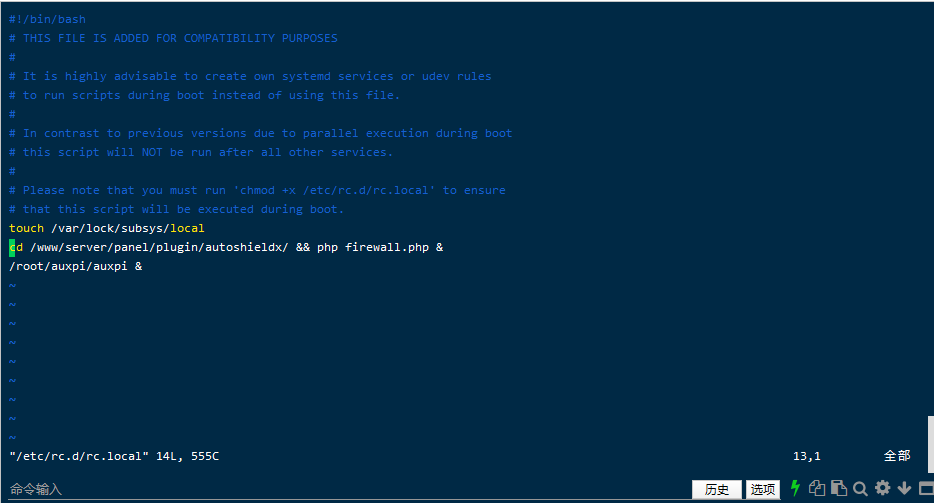 #!/bin/bash
# THIS FILE IS ADDED FOR COMPATIBILITY PURPOSES
#
# It is highly advisable to create own systemd services or udev rules
# to run scripts during boot instead of using this file.
#
# In contrast to previous versions due to parallel execution during boot
# this script will NOT be run after all other services.
#
# Please note that you must run 'chmod +x /etc/rc.d/rc.local' to ensure
# that this script will be executed during boot.
touch /var/lock/subsys/local
cd /www/server/panel/plugin/autoshieldx/ && php firewall.php &
/root/auxpi/auxpi &
~
~
~
~
~
~
~
~
~
"/etc/rc.d/rc.local" 14L, 555C 13,1 全部
命令输入 历史 选项